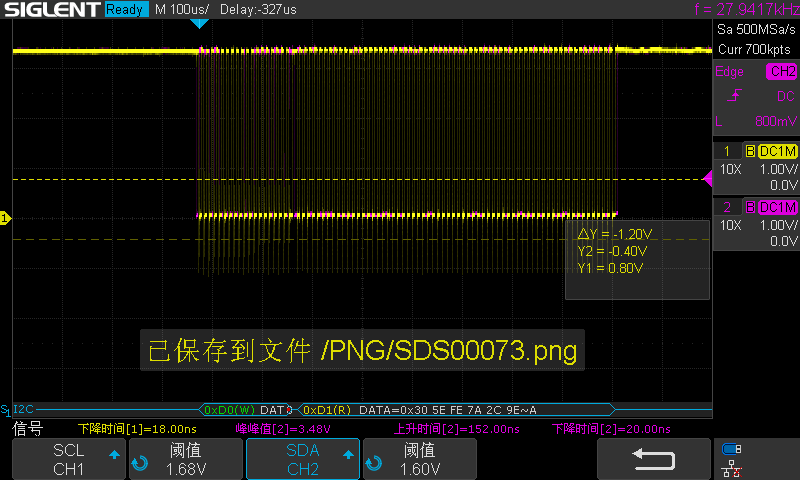 SIGLENT Ready M 100us/ Delay:-327us f = 27.9417kHz
Sa 500MSa/s
Curr 700kpts
Edge CH2
DC
L 800mV
1 B DC1M
10X 1.00V/
0.0V
2 B DC1M
10X 1.00V/
0.0V
1
ΔY = -1.20V
Y2 = -0.40V
Y1 = 0.80V
已保存到文件 /PNG/SDS00073.png
S1 I2C 0xD0(W) DAT 0xD1(R) DATA=0x30 5E FE 7A 2C 9E~A
信号 下降时间[1]=18.00ns 峰峰值[2]=3.48V 上升时间[2]=152.00ns 下降时间[2]=20.00ns
SCL 阈值 SDA 阈值
CH1 1.68V CH2 1.60V